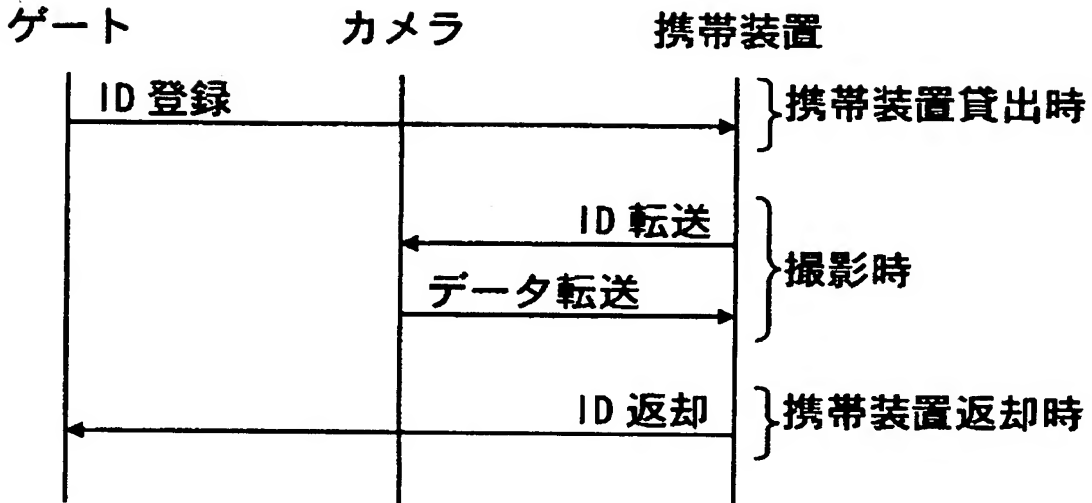 ゲート カメラ 携帯装置
ID 登録
携帯装置貸出時
ID 転送
撮影時
データ転送
ID 返却
携帯装置返却時